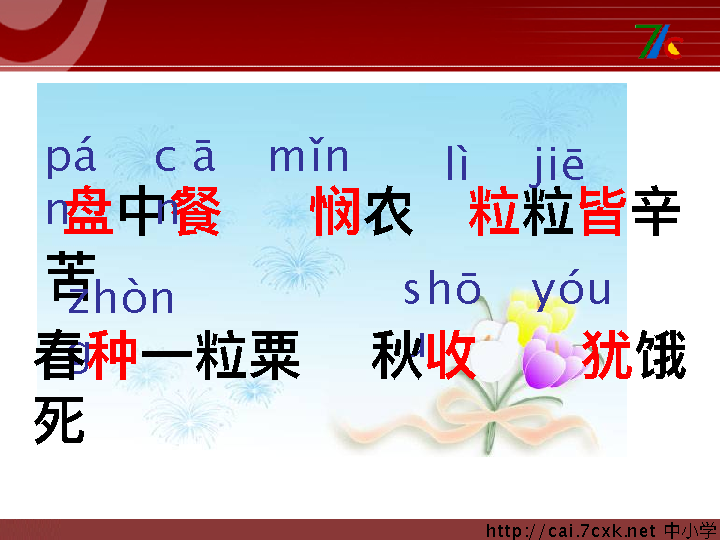 pá cā mǐn lì jiē
n n
盘中餐 悯农 粒粒皆辛
苦
zhòn shō yóu
g u
春种一粒粟 秋收 犹饿
死
http://cai.7cxk.net 中小学